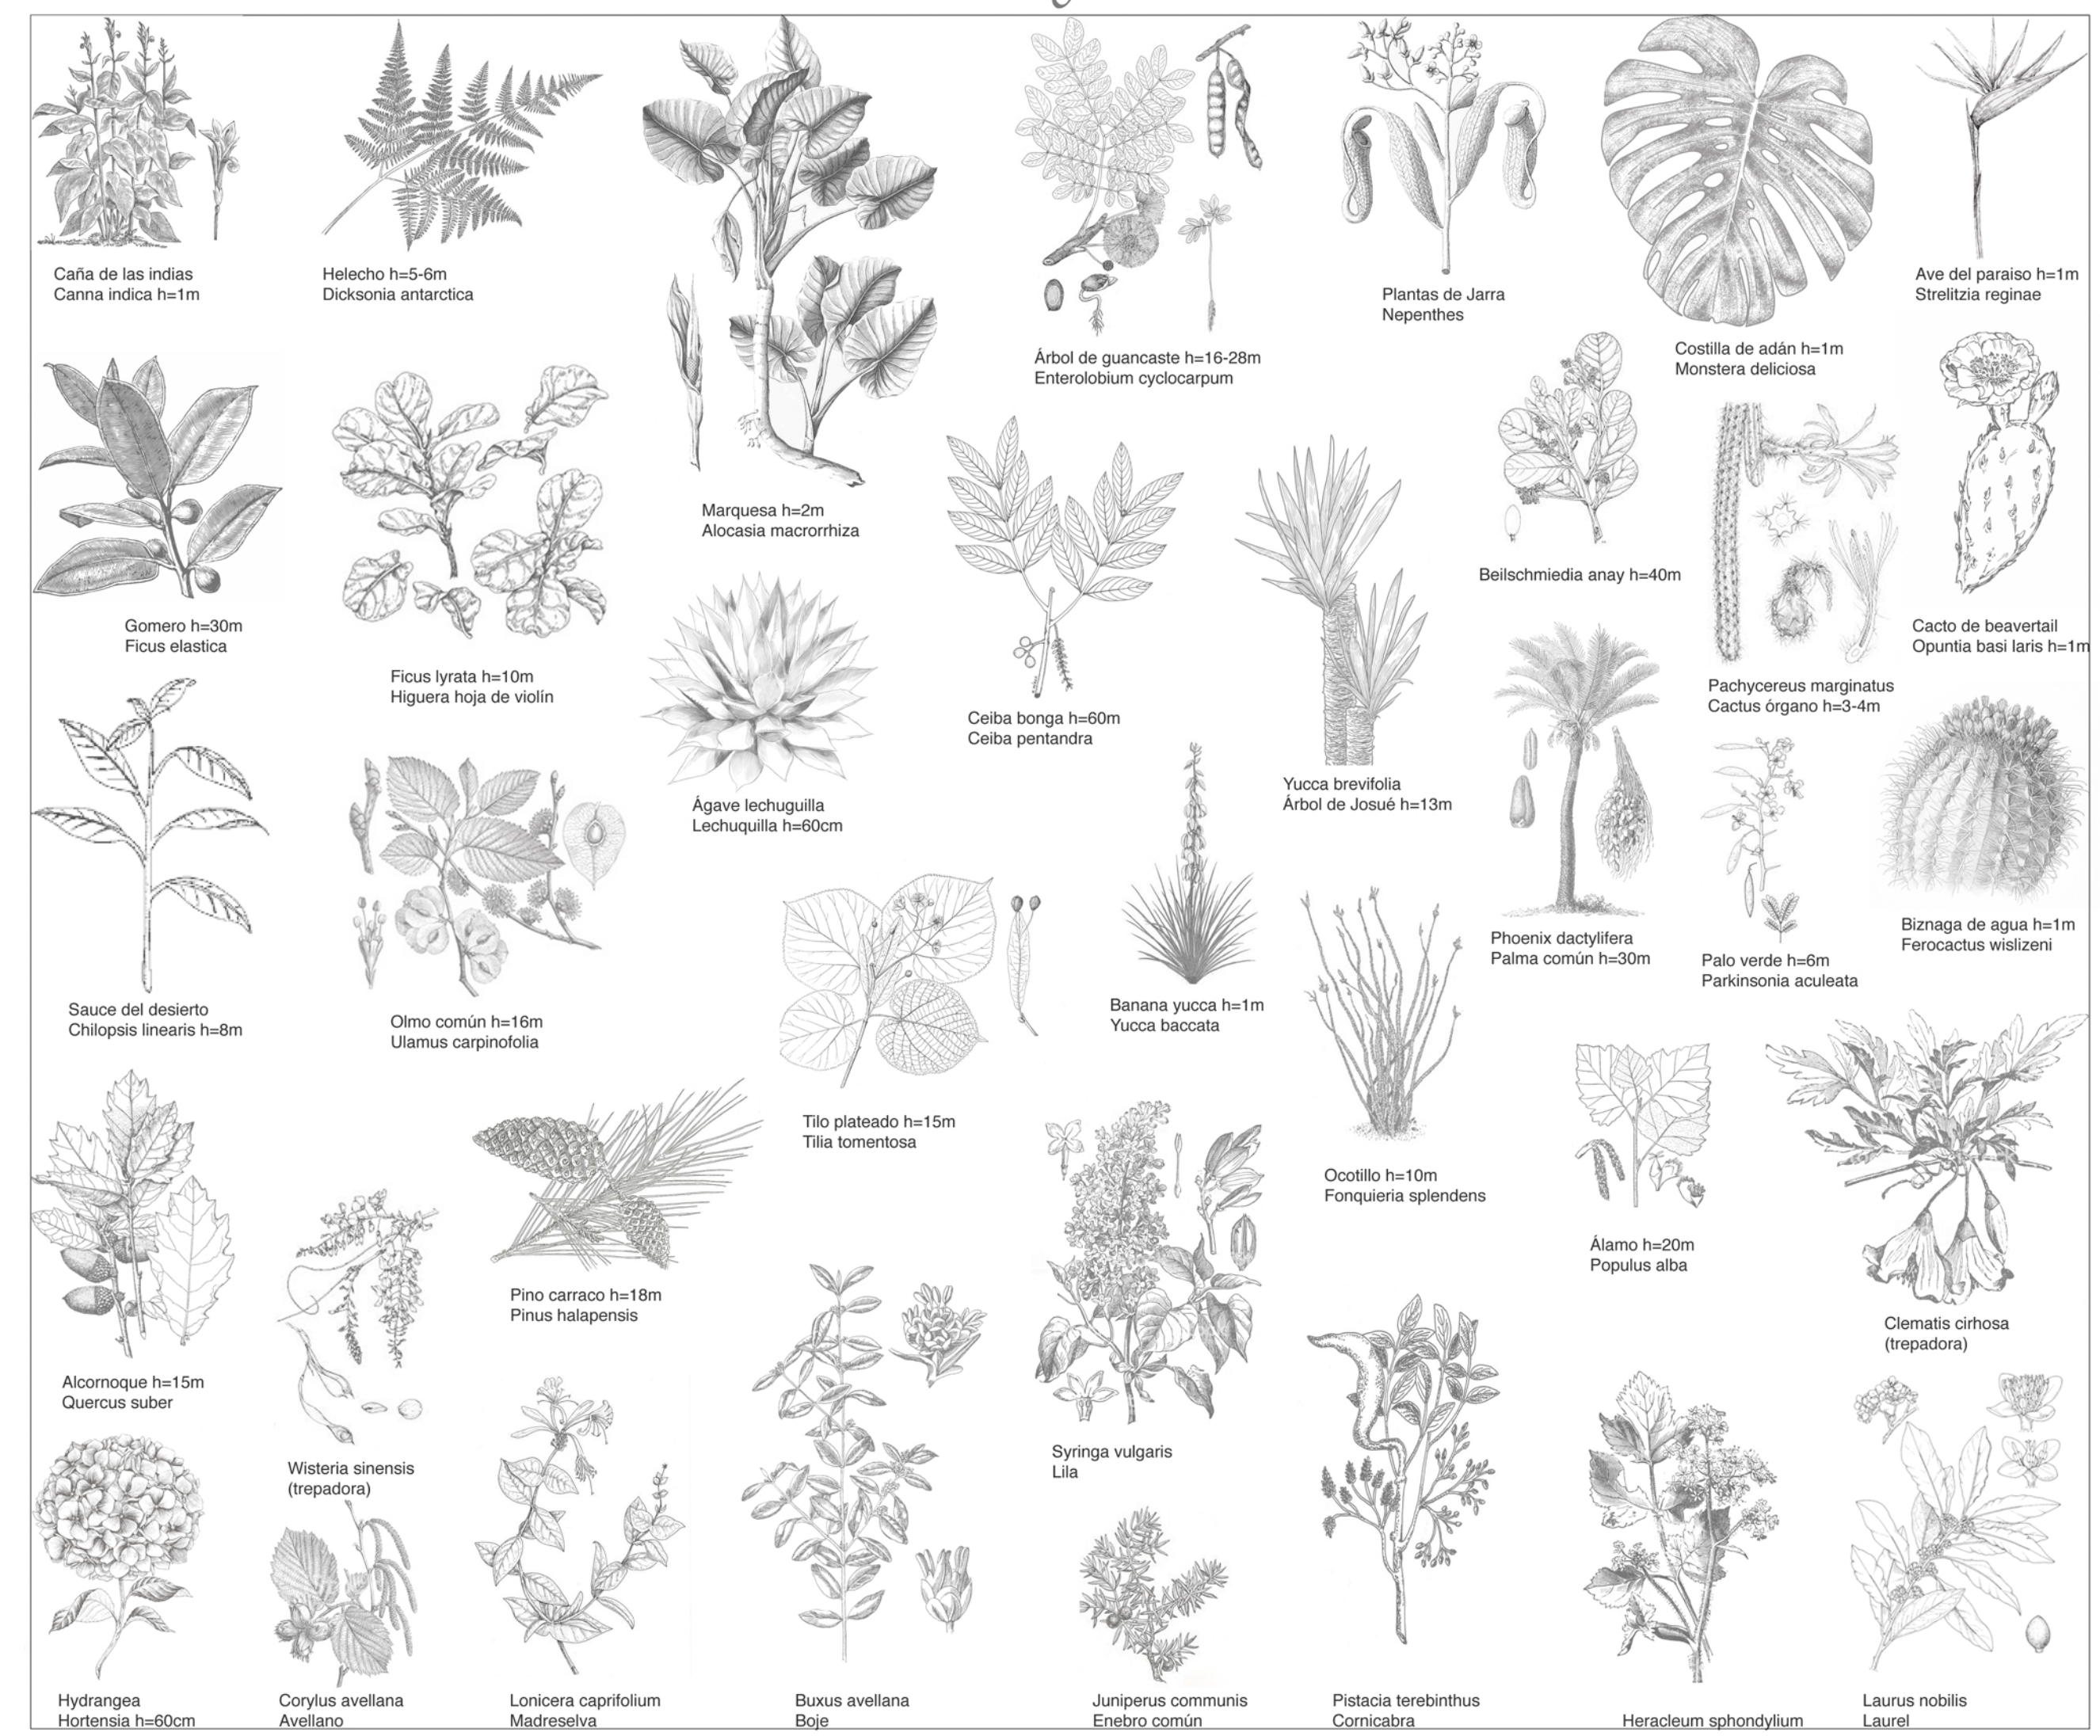 Caña de las indias
Canna indica h=1m
Helecho h=5-6m
Dicksonia antarctica
Marquesa h=2m
Alocasia macrorrhiza
Árbol de guancaste h=16-28m
Enterolobium cyclocarpum
Plantas de Jarra
Nepenthes
Costilla de adán h=1m
Monstera deliciosa
Ave del paraiso h=1m
Strelitzia reginae
Gomero h=30m
Ficus elastica
Ficus lyrata h=10m
Higuera hoja de violín
Ágave lechuguilla
Lechuquilla h=60cm
Ceiba bonga h=60m
Ceiba pentandra
Yucca brevifolia
Árbol de Josué h=13m
Beilschmiedia anay h=40m
Pachycereus marginatus
Cactus órgano h=3-4m
Cacto de beavertail
Opuntia basi laris h=1m
Sauce del desierto
Chilopsis linearis h=8m
Olmo común h=16m
Ulamus carpinofolia
Tilo plateado h=15m
Tilia tomentosa
Banana yucca h=1m
Yucca baccata
Phoenix dactylifera
Palma común h=30m
Palo verde h=6m
Parkinsonia aculeata
Biznaga de agua h=1m
Ferocactus wislizeni
Ocotillo h=10m
Fonquieria splendens
Álamo h=20m
Populus alba
Clematis cirhosa
(trepadora)
Alcornoque h=15m
Quercus suber
Wisteria sinensis
(trepadora)
Pino carraco h=18m
Pinus halapensis
Syringa vulgaris
Lila
Hydrangea
Hortensia h=60cm
Corylus avellana
Avellano
Lonicera caprifolium
Madreselva
Buxus avellana
Boje
Juniperus communis
Enebro común
Pistacia terebinthus
Cornicabra
Heracleum sphondylium
Laurus nobilis
Laurel